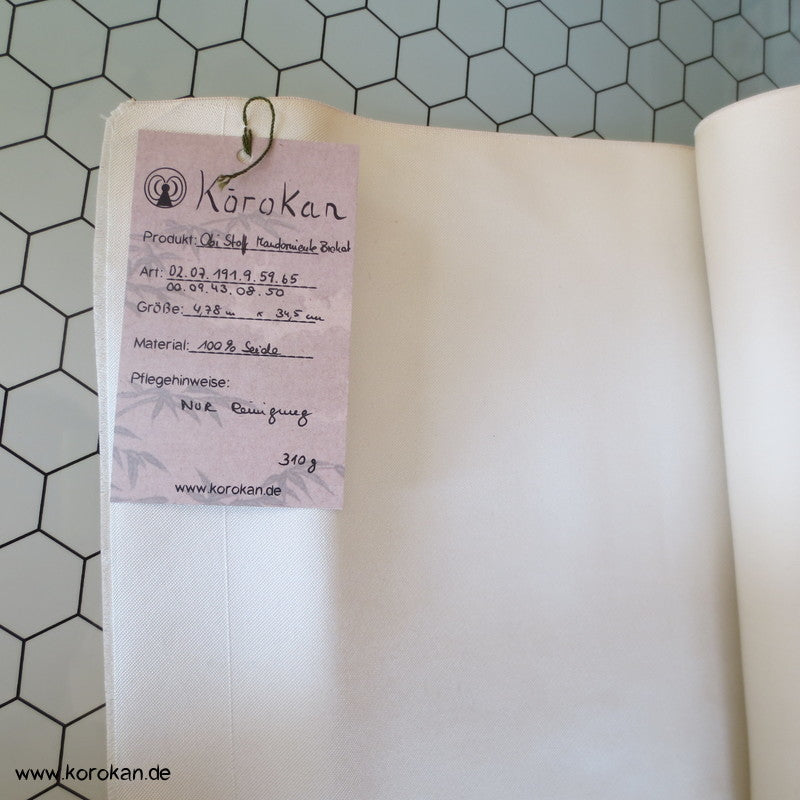 Kōrokan
Produkt: Obi Stoff Brokat
Art: 02.07.191.9.59.65
00.09.43.08.50
Größe: 4,78 m x 34,5 cm
Material: 100% Seide
Pflegehinweise:
NUR Reinigung
310 g
www.korokan.de
www.korokan.de